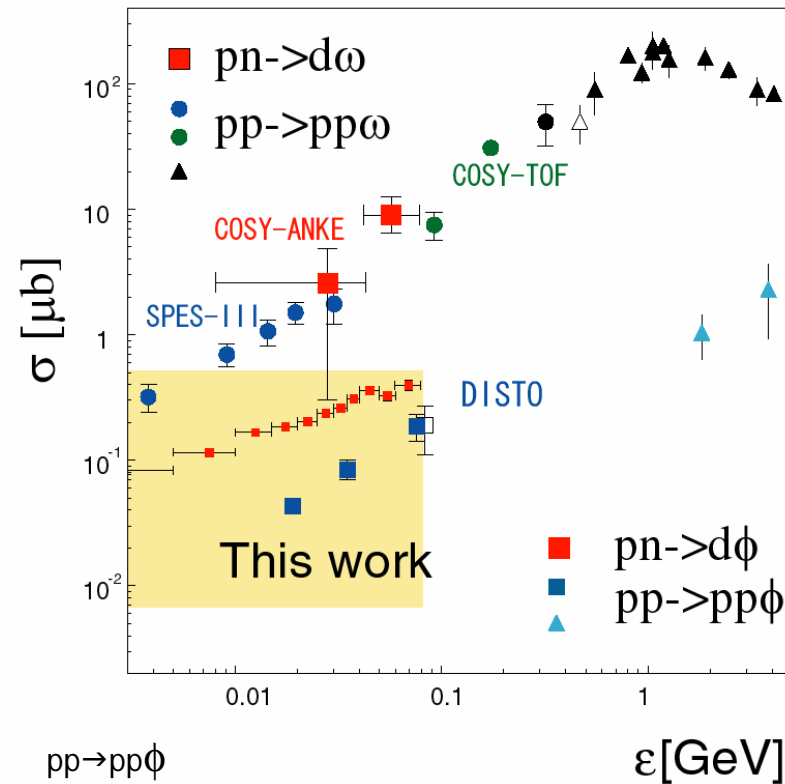 pn->dω
pp->ppω
COSY-TOF
COSY-ANKE
SPES-III
DISTO
This work
pn->dϕ
pp->ppϕ
σ [μb]
10²
10
1
10⁻¹
10⁻²
0.01
0.1
1
ε[GeV]
pp→ppϕ